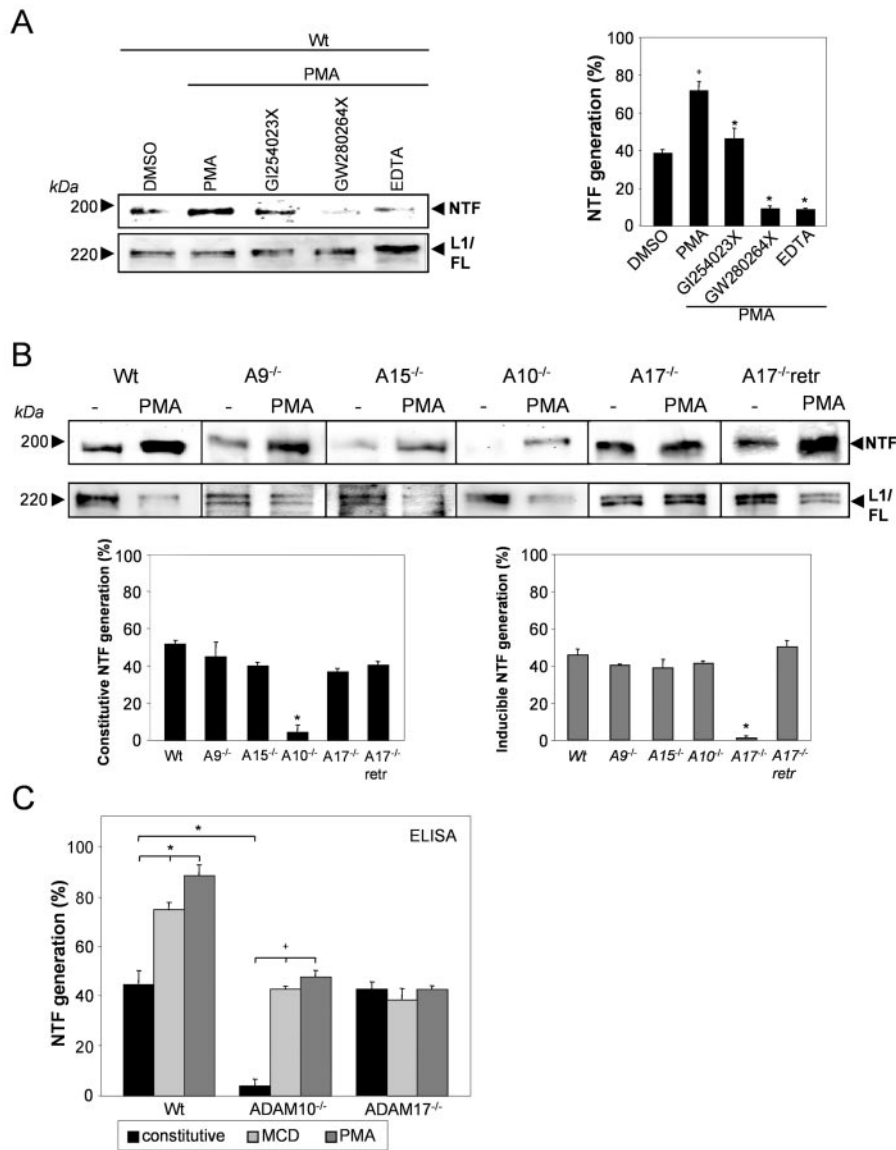 A
Wt
PMA
DMSO PMA GI254023X GW280264X EDTA
kDa
200 NTF
220 L1/
FL
NTF generation (%)
100
80
60
40
20
0
+
*
* *
DMSO PMA GI254023X GW280264X EDTA
PMA
B
Wt A9-/- A15-/- A10-/- A17-/- A17-/-retr
kDa - PMA - PMA - PMA - PMA - PMA - PMA
200 NTF
220 L1/
FL
Constitutive NTF generation (%)
100
80
60
40
20
0
*
Wt A9-/- A15-/- A10-/- A17-/- A17-/-
retr
Inducible NTF generation (%)
100
80
60
40
20
0
*
Wt A9-/- A15-/- A10-/- A17-/- A17-/-
retr
C
ELISA
NTF generation (%)
100
80
60
40
20
0
*
*
+
Wt ADAM10-/- ADAM17-/-
constitutive MCD PMA